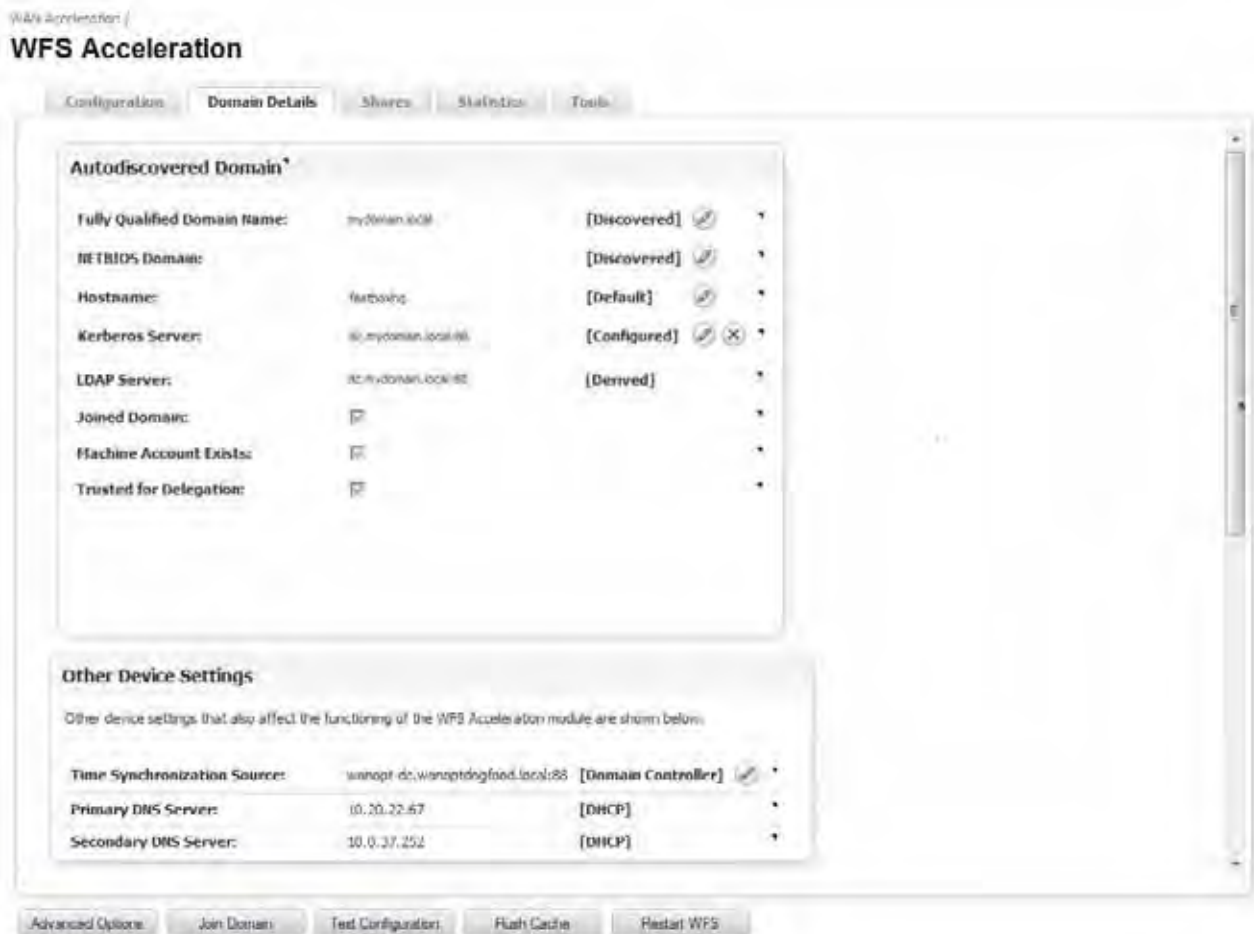 WAN Acceleration /
WFS Acceleration
Configuration Domain Details Shares Statistics Tools
Autodiscovered Domain
Fully Qualified Domain Name: mydomain.local [Discovered]
NETBIOS Domain: [Discovered]
Hostname: [Default]
Kerberos Server: dc.mydomain.local:88 [Configured]
LDAP Server: [Derived]
Joined Domain:
Machine Account Exists:
Trusted for Delegation:
Other Device Settings
Other device settings that also affect the functioning of the WFS Acceleration module are shown below.
Time Synchronization Source: wanopt-dc.wanoptdogfood.local:88 [Domain Controller]
Primary DNS Server: 10.20.22.67 [DHCP]
Secondary DNS Server: 10.0.37.252 [DHCP]
Advanced Options Join Domain Test Configuration Flush Cache Restart WFS